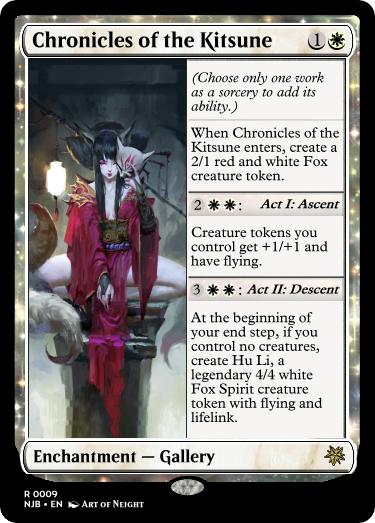 Chronicles of the Kitsune 1
(Choose only one work
as a sorcery to add its
ability.)
When Chronicles of the
Kitsune enters, create a
2/1 red and white Fox
creature token.
2 : Act I: Ascent
Creature tokens you
control get +1/+1 and
have flying.
3 : Act II: Descent
At the beginning of
your end step, if you
control no creatures,
create Hu Li, a
legendary 4/4 white
Fox Spirit creature
token with flying and
lifelink.
Enchantment — Gallery
R 0009
NJB • EN Art of Neight